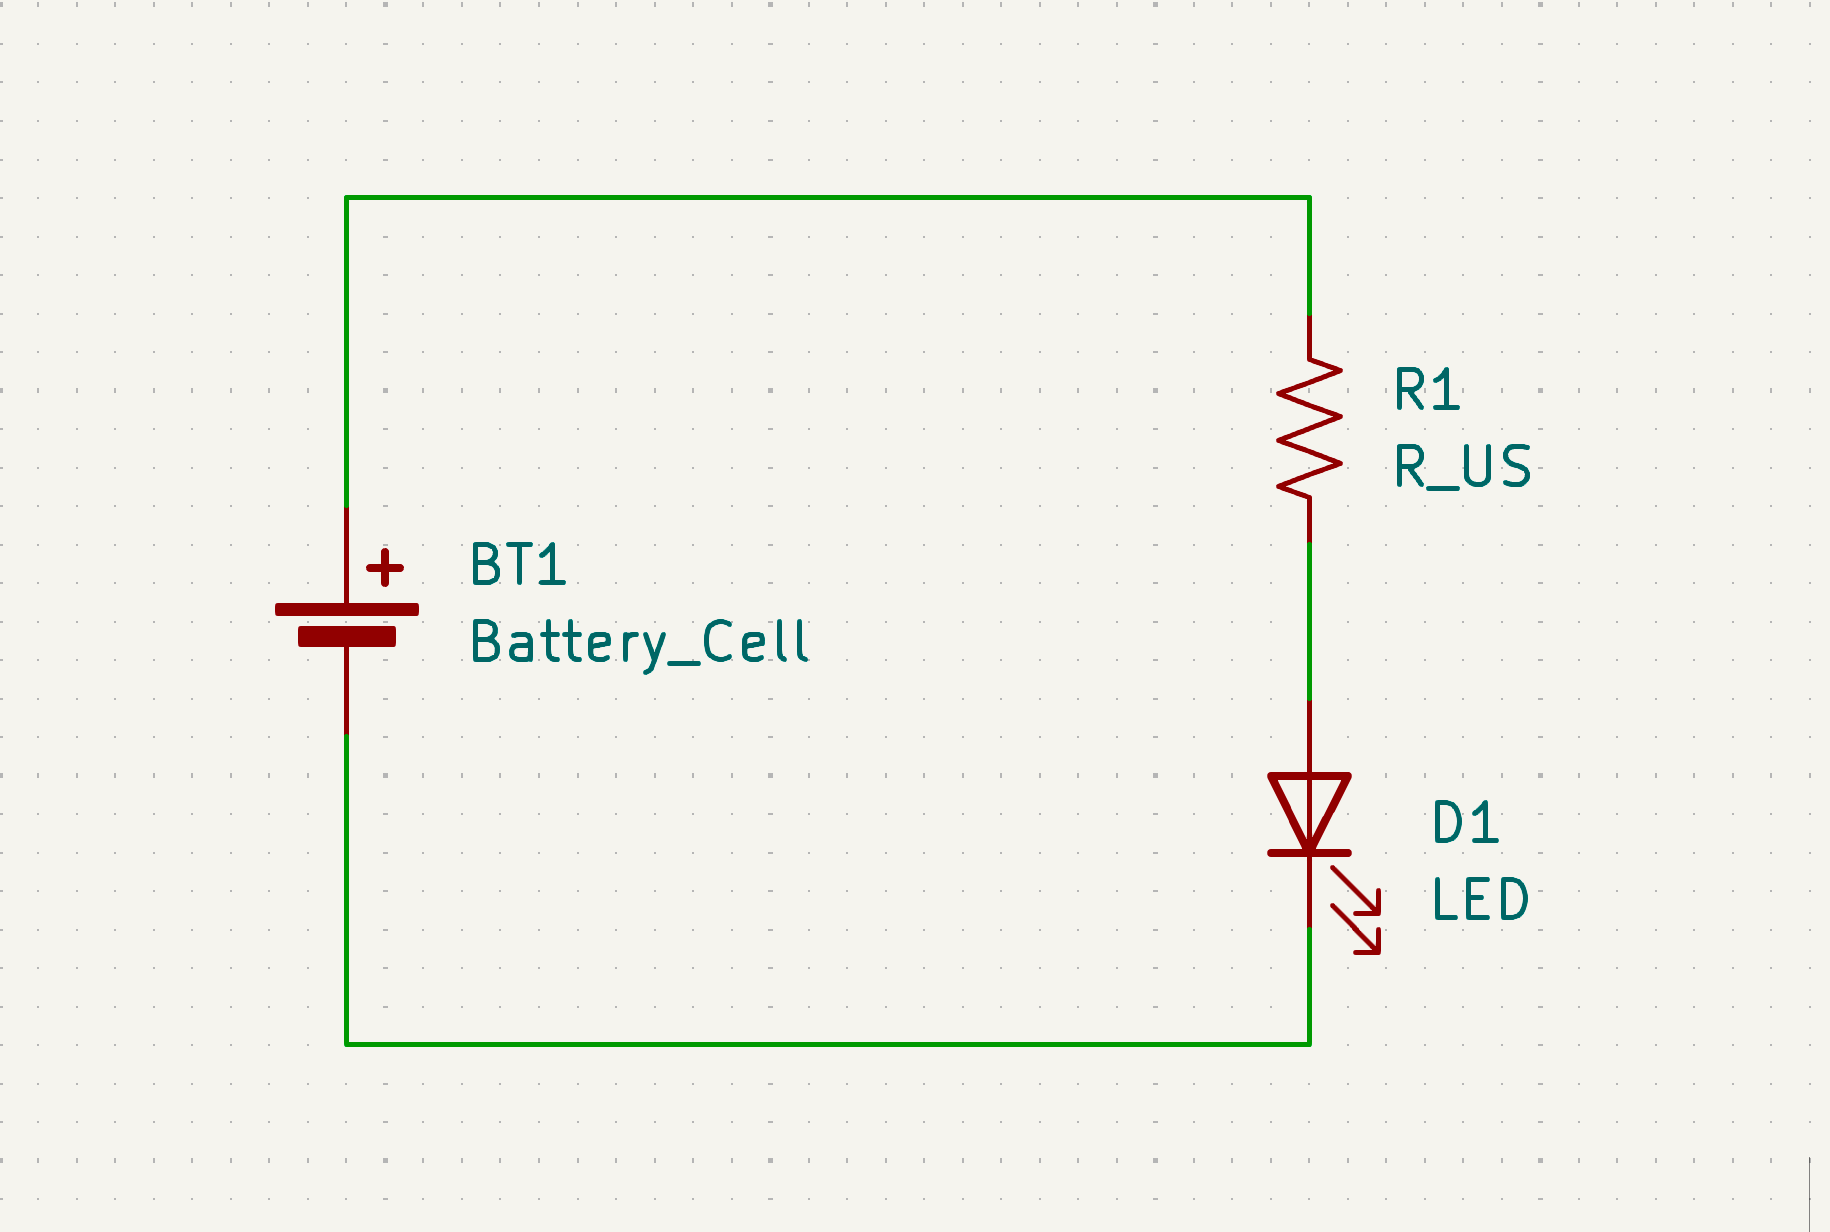 R1
R_US
+
BT1
Battery_Cell
D1
LED